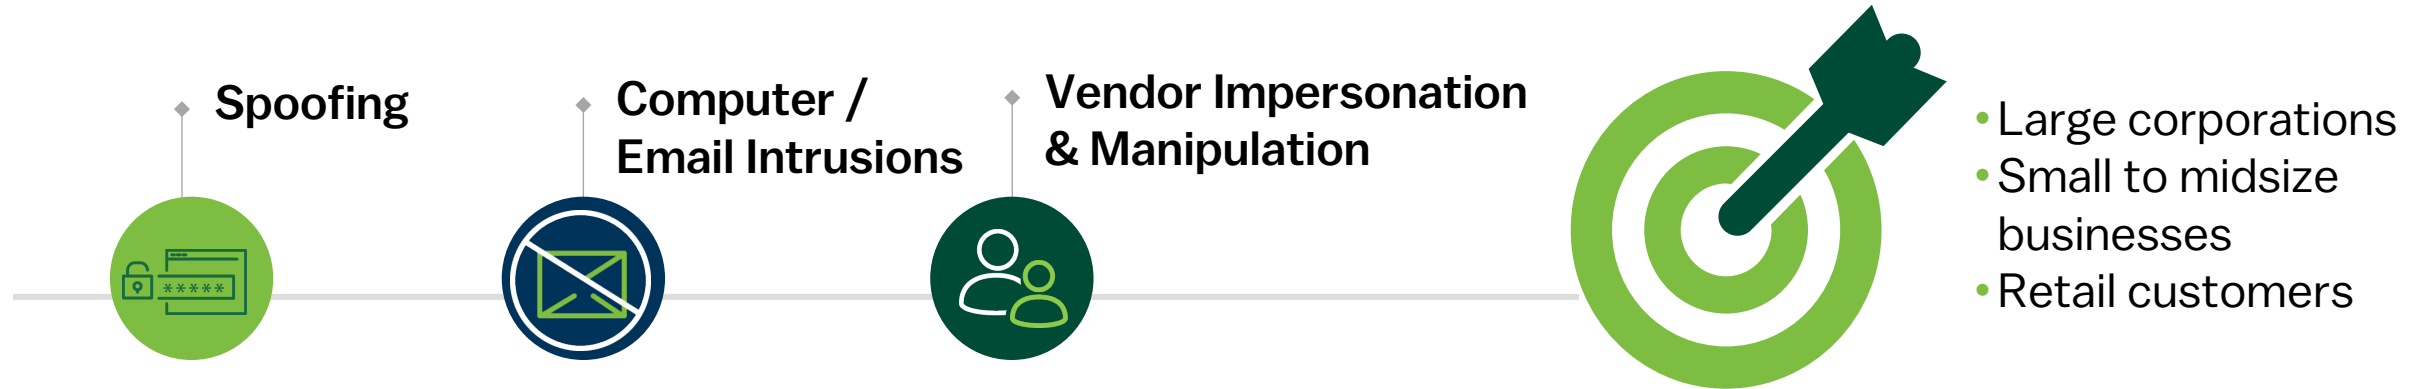 Spoofing
Computer /
Email Intrusions
Vendor Impersonation
& Manipulation
*****
• Large corporations
• Small to midsize
businesses
• Retail customers